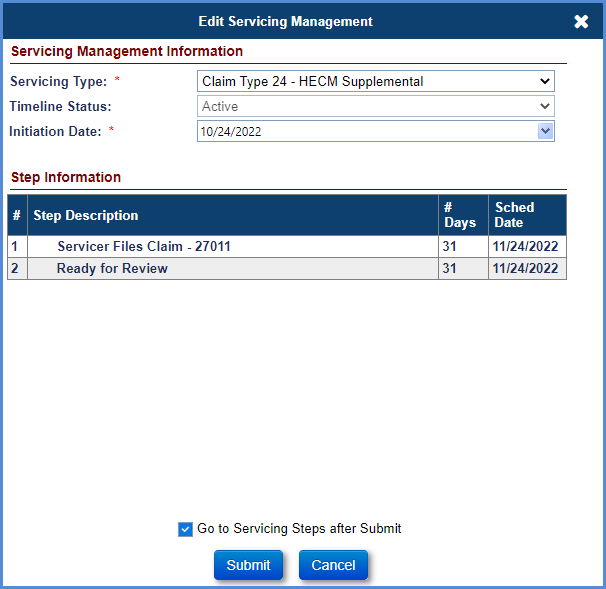 Edit Servicing Management
Servicing Management Information
Servicing Type: * Claim Type 24 - HECM Supplemental
Timeline Status: Active
Initiation Date: * 10/24/2022
Step Information
# Step Description # Days Sched Date
1 Servicer Files Claim - 27011 31 11/24/2022
2 Ready for Review 31 11/24/2022
Go to Servicing Steps after Submit
Submit Cancel